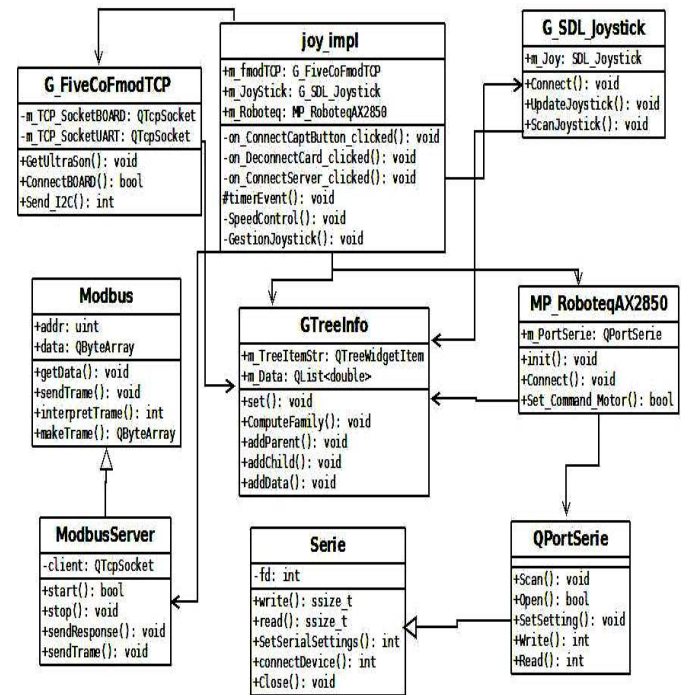 joy_impl
+m_fmodTCP: G_FiveCoFmodTCP
+m_JoyStick: G_SDL_Joystick
+m_Roboteq: MP_RoboteqAX2850
-on_ConnectCaptButton_clicked(): void
-on_DeconnectCard_clicked(): void
-on_ConnectServer_clicked(): void
#timerEvent(): void
-SpeedControl(): void
-GestionJoystick(): void
G_SDL_Joystick
+m_Joy: SDL_Joystick
+Connect(): void
+UpdateJoystick(): void
+ScanJoystick(): void
G_FiveCoFmodTCP
-m_TCP_SocketBOARD: QTcpSocket
-m_TCP_SocketUART: QTcpSocket
+GetUltraSon(): void
+ConnectBOARD(): bool
+Send_I2C(): int
Modbus
+addr: uint
+data: QByteArray
+getData(): void
+sendTrame(): void
+interpretTrame(): int
+makeTrame(): QByteArray
GTreeInfo
+m_TreeItemStr: QTreeWidgetItem
+m_Data: QList<double>
+set(): void
+ComputeFamily(): void
+addParent(): void
+addChild(): void
+addData(): void
MP_RoboteqAX2850
+m_PortSerie: QPortSerie
+init(): void
+Connect(): void
+Set_Command_Motor(): bool
ModbusServer
-client: QTcpSocket
+start(): bool
+stop(): void
+sendResponse(): void
+sendTrame(): void
Serie
-fd: int
+write(): ssize_t
+read(): ssize_t
+SetSerialSettings(): int
+connectDevice(): int
+Close(): void
QPortSerie
+Scan(): void
+Open(): bool
+SetSetting(): void
+Write(): int
+Read(): int